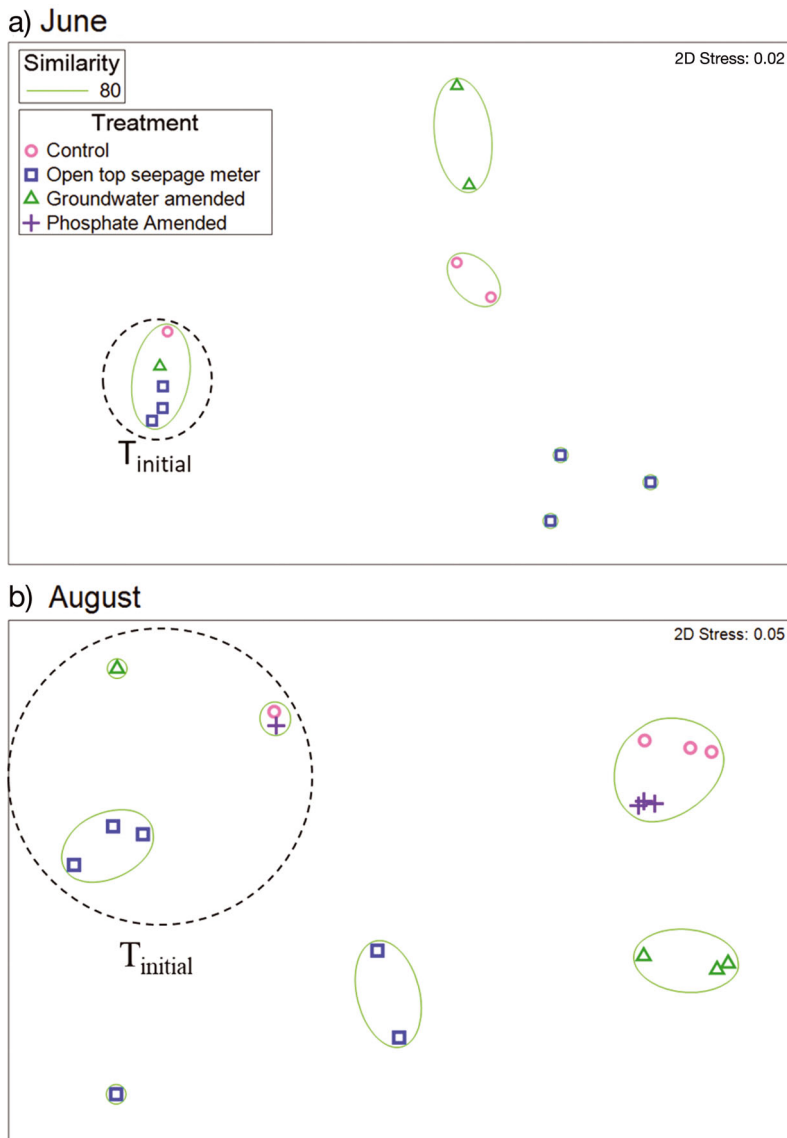 a) June
2D Stress: 0.02
Similarity
80
Treatment
Control
Open top seepage meter
Groundwater amended
Phosphate Amended
Tinitial
b) August
2D Stress: 0.05
Tinitial